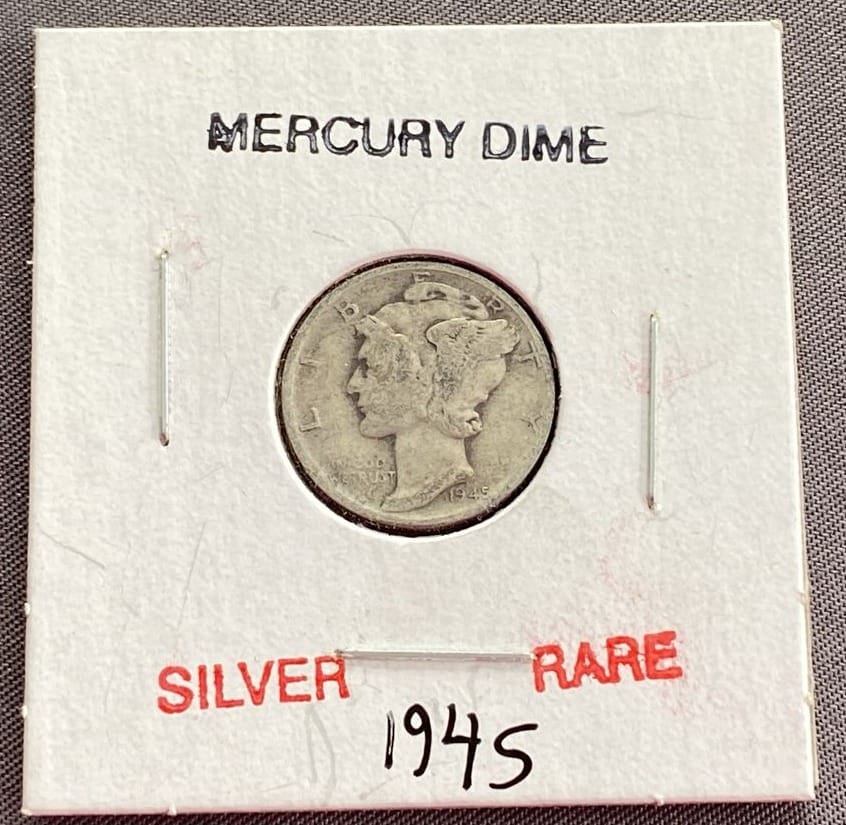 MERCURY DIME
LIBERTY
IN GOD
WE TRUST
1945
SILVER RARE
1945